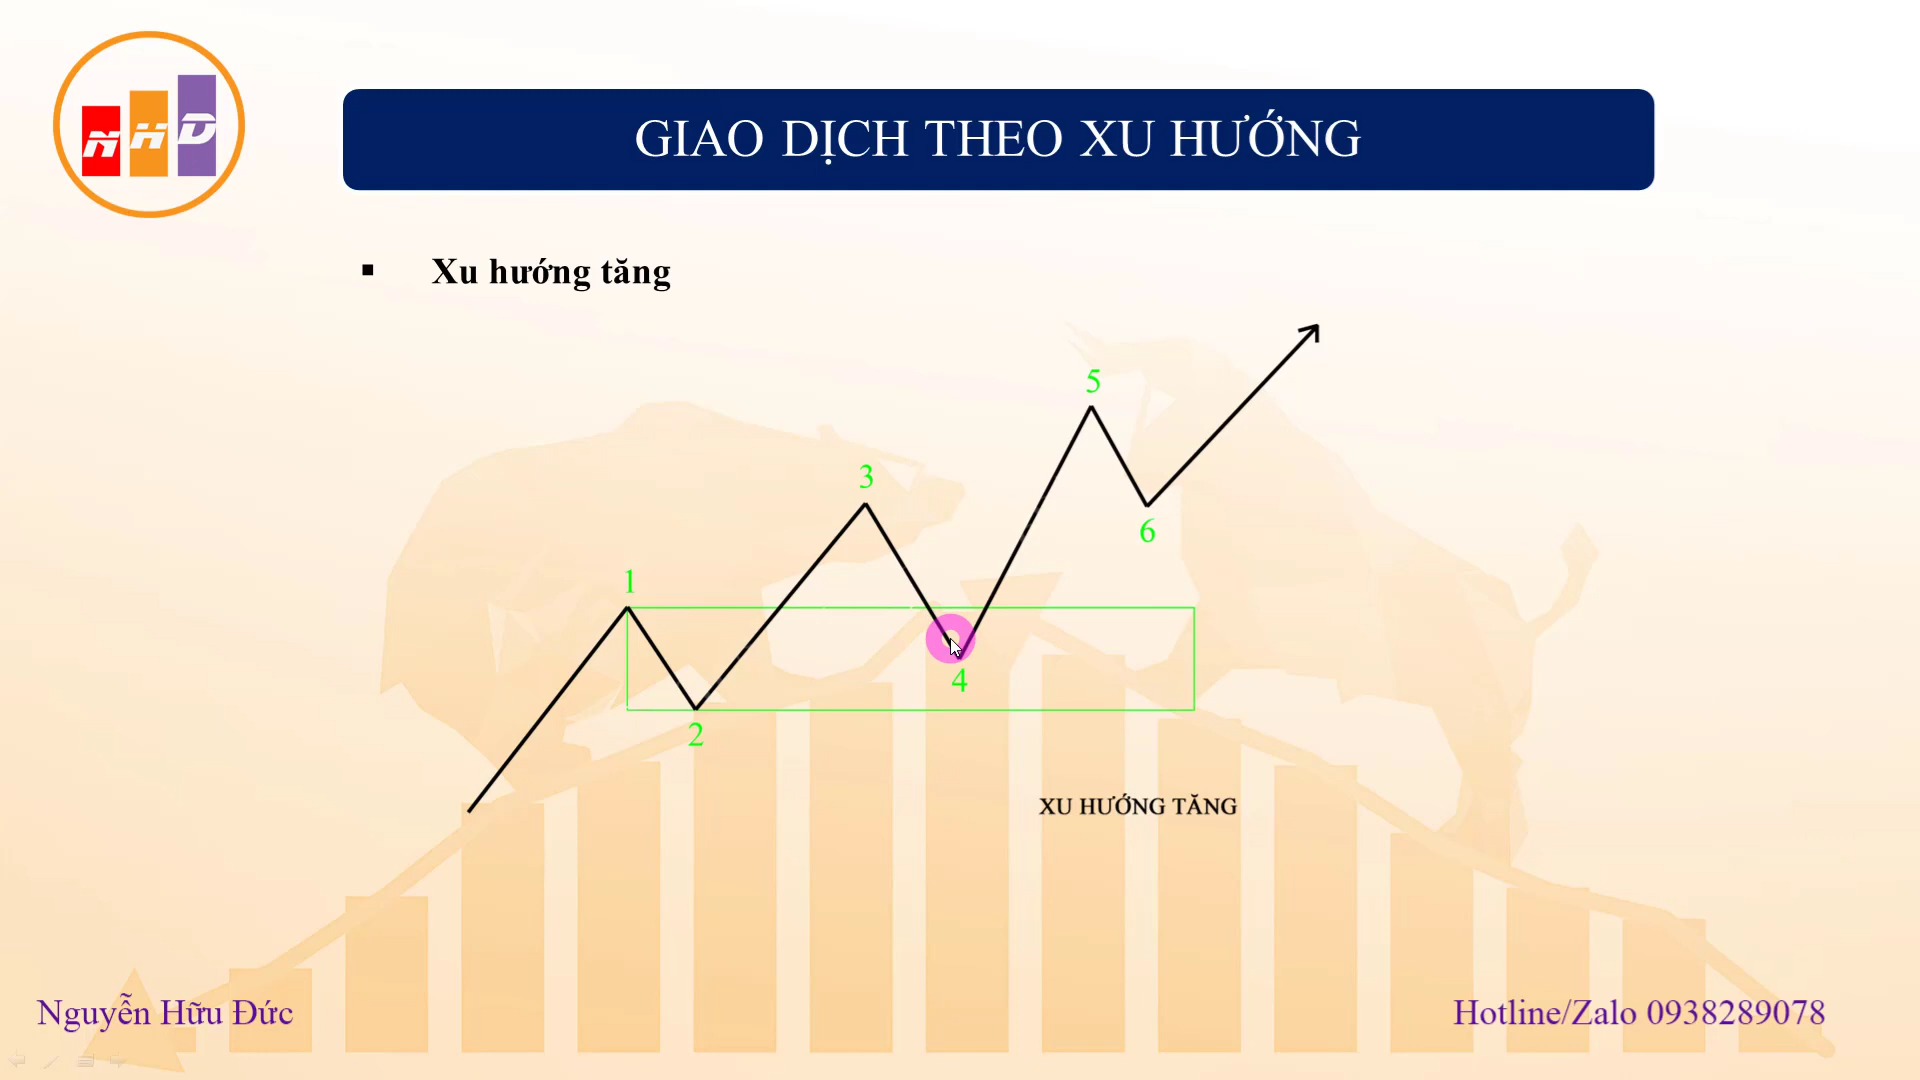 NHD
GIAO DỊCH THEO XU HƯỚNG
Xu hướng tăng
5
3
6
1
4
2
XU HƯỚNG TĂNG
Nguyễn Hữu Đức
Hotline/Zalo 0938289078